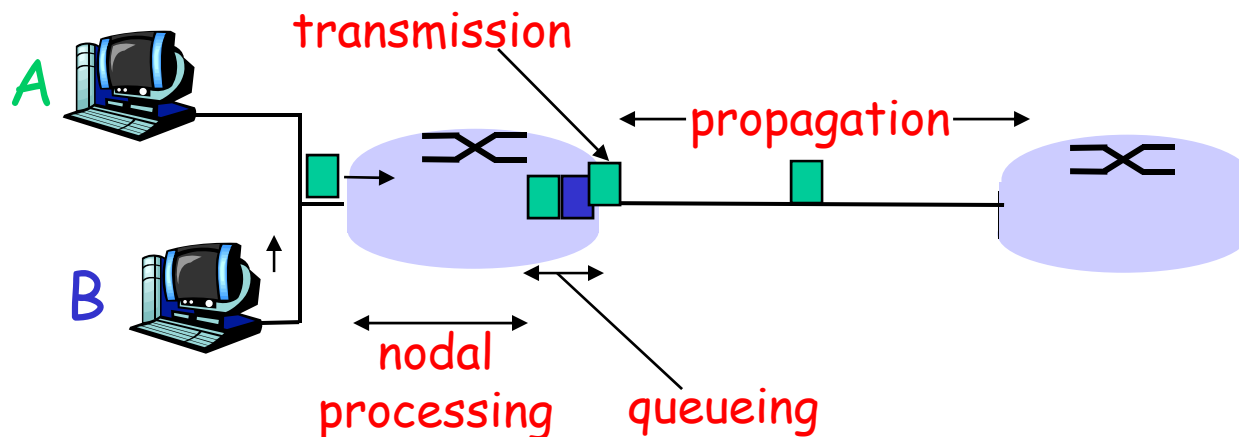 transmission
A
propagation
B
nodal
processing
queueing